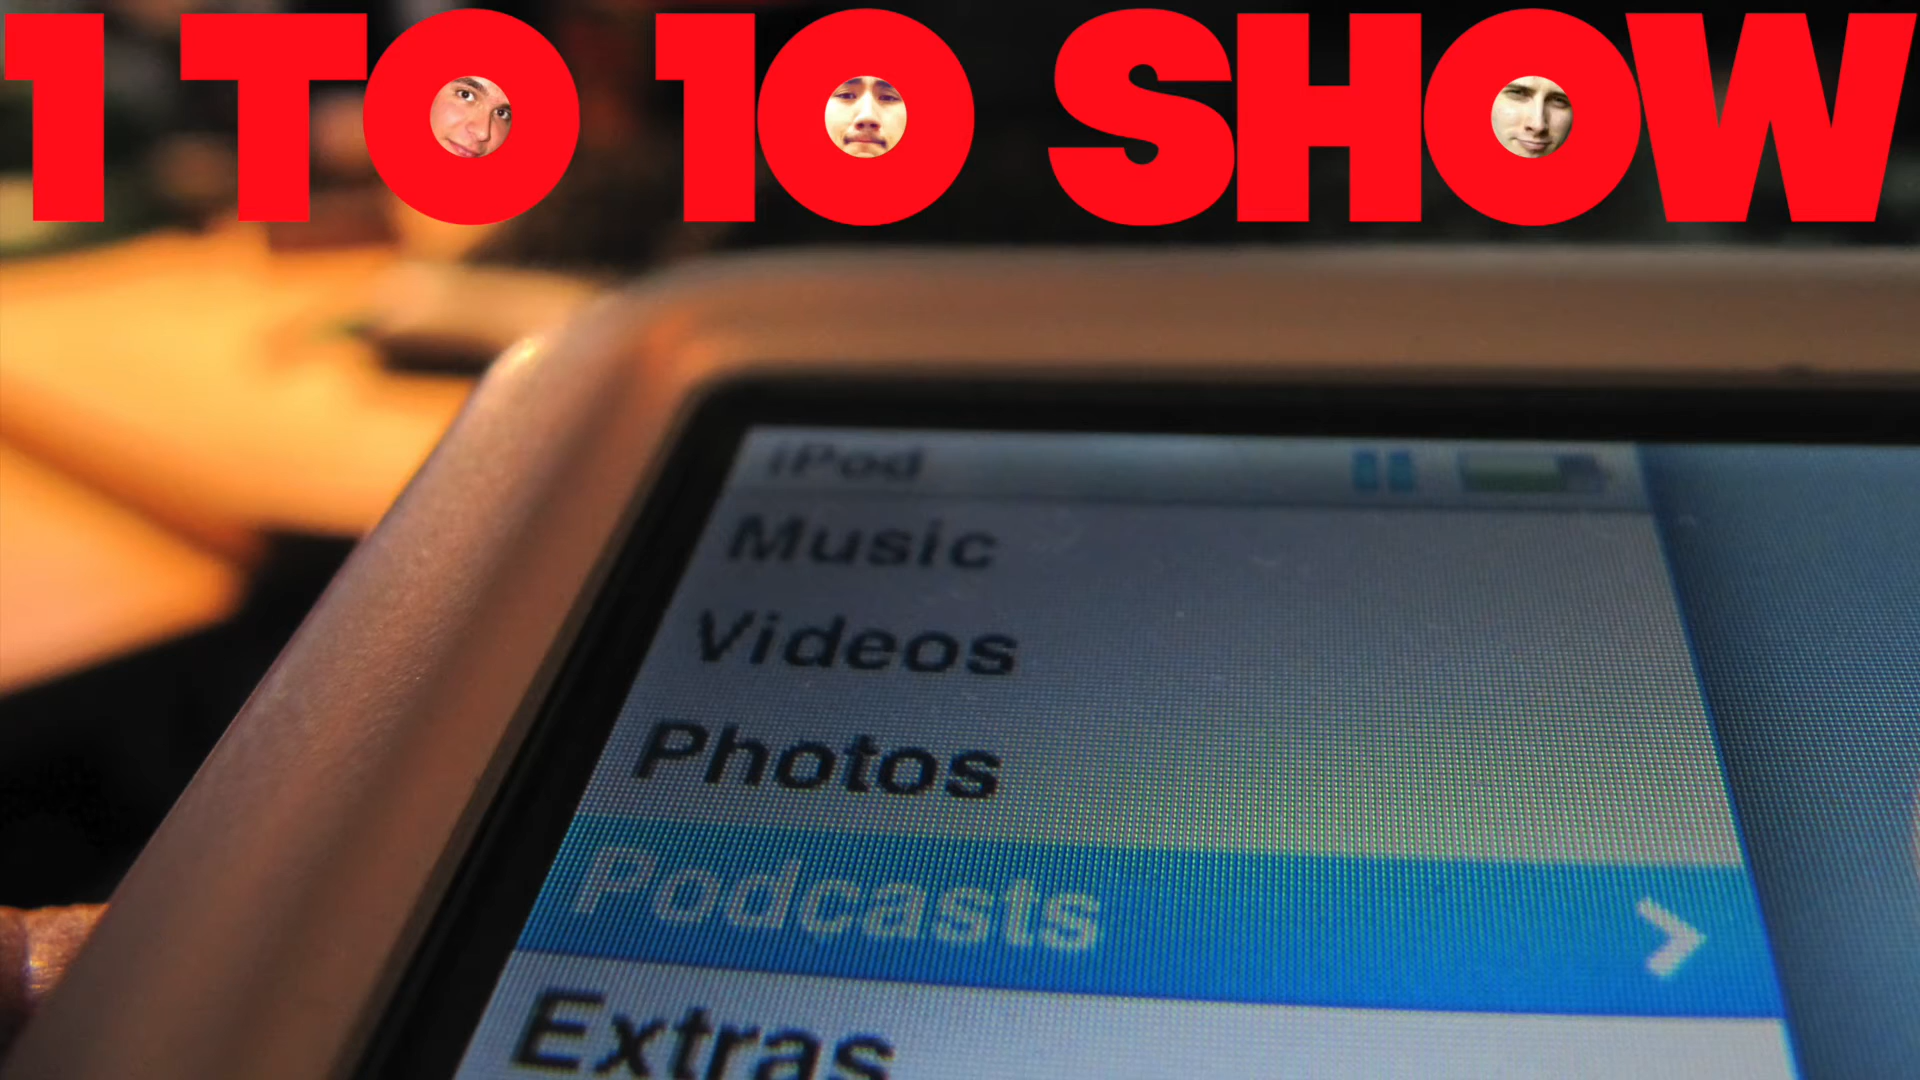 1 TO 10 SHOW
iPod
Music
Videos
Photos
Podcasts
Extras